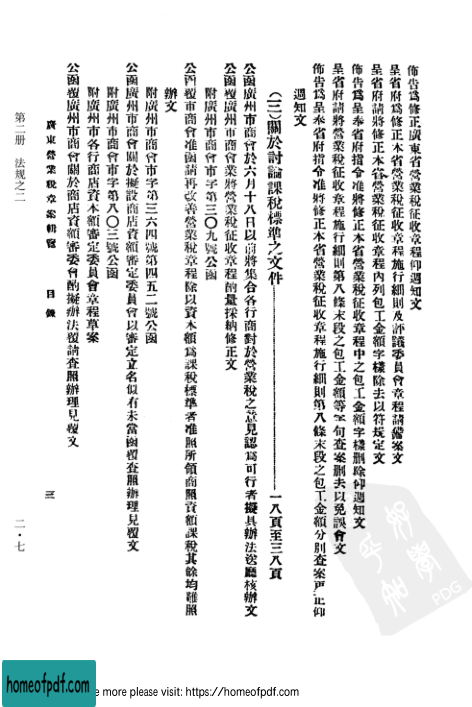 佈告爲修正廣東省營業稅征收章程仰週知文
呈省府爲修正本省營業稅征收章程施行細則及評議委員會章程請備案文
呈省府請將修正本省營業稅征收章程內列包工金額字樣除去以符規定文
佈告爲呈奉省府指令准將修正本省營業稅征收章程中之包工金額字樣刪除仰週知文
呈省府請將營業稅征收章程施行細則第八條末段之包工金額等字句查案刪去以免誤會文
佈告爲呈奉省府指令准將修正本省營業稅征收章程施行細則第八條末段之包工金額分別查案更正仰
週知文
(三)關於討論課稅標準之文件 一八頁至三八頁
公函廣州市商會於六月十八日以前將集合各行商對於營業稅之意見認爲可行者擬具辦法送廳核辦文
公函覆廣州市商會業將營業稅征收章程酌量採納修正文
附廣州市商會市字第三〇九號公函
公函覆市商會准函請再改善營業稅章程除以資本額爲課稅標準者准照所領商照資額課稅其餘均難照
辦文
附廣州市商會市字第三六四號第四五二號公函
公函廣州市商會關於擬設商店資額審定委員會以審定立名似有未當函覆查照辦理見覆文
附廣州市商會市字第八〇三號公函
附廣州市各行商店資本額審定委員會章程草案
公函覆廣州市商會關於商店資額審委會酌擬辦法覆請查照辦理見覆文
廣東營業稅章案輯覽 目錄 三
第二册 法規之二 二·七
PDG
homeofpdf.com
e more please visit: https://homeofpdf.com